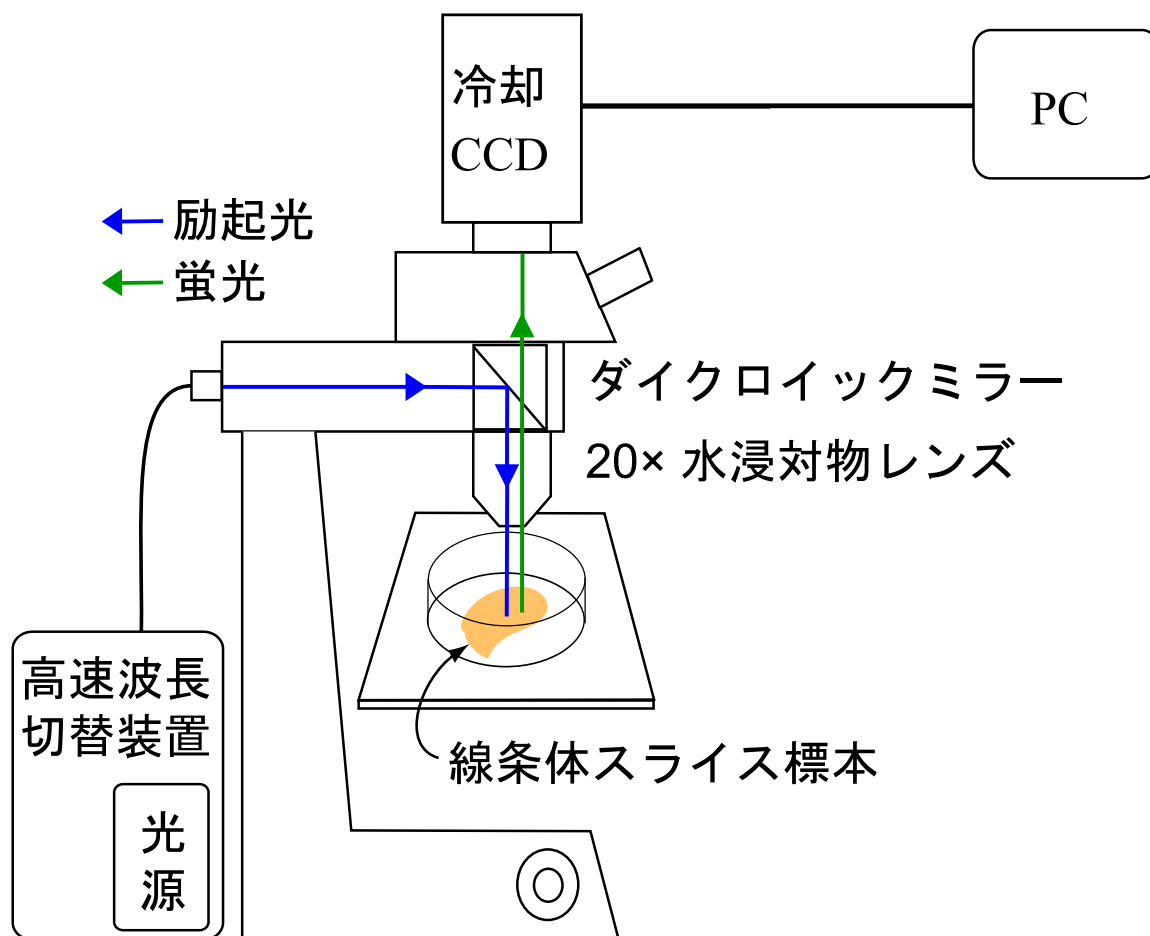 冷却
CCD
PC
励起光
蛍光
ダイクロイックミラー
20× 水浸対物レンズ
高速波長
切替装置
光
源
線条体スライス標本